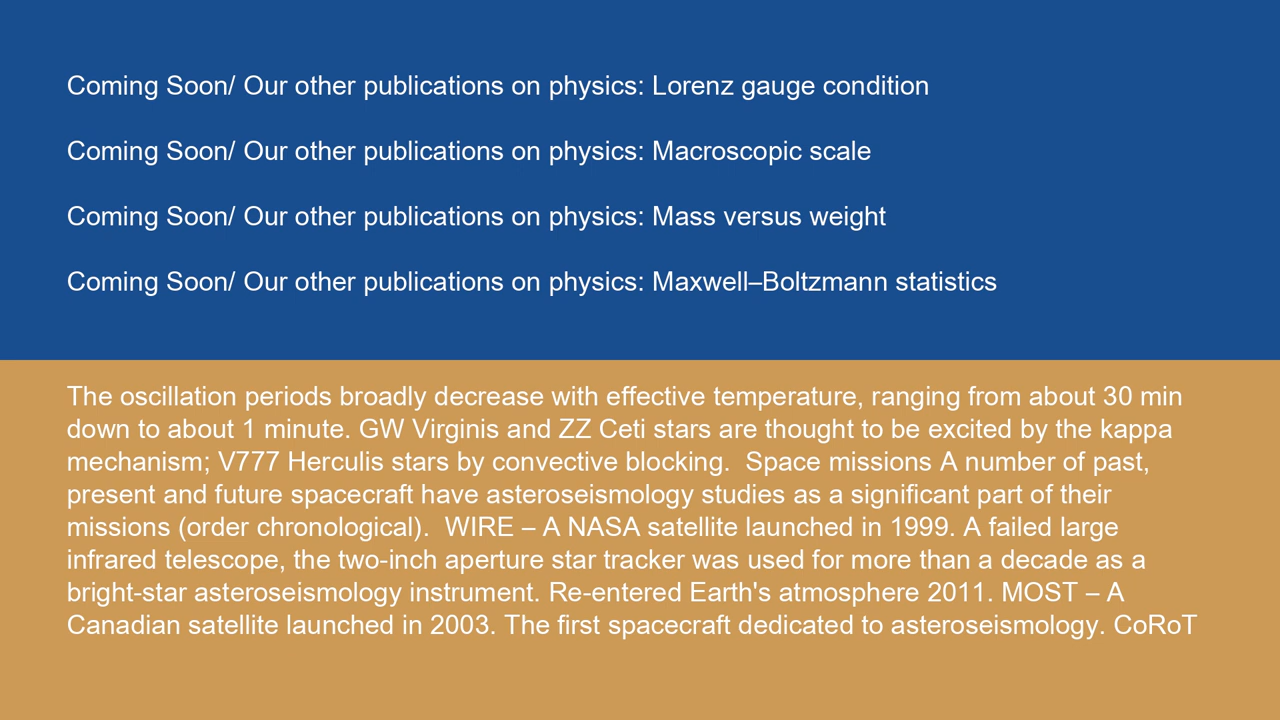 Coming Soon/ Our other publications on physics: Lorenz gauge condition
Coming Soon/ Our other publications on physics: Macroscopic scale
Coming Soon/ Our other publications on physics: Mass versus weight
Coming Soon/ Our other publications on physics: Maxwell–Boltzmann statistics
The oscillation periods broadly decrease with effective temperature, ranging from about 30 min
down to about 1 minute. GW Virginis and ZZ Ceti stars are thought to be excited by the kappa
mechanism; V777 Herculis stars by convective blocking.  Space missions A number of past,
present and future spacecraft have asteroseismology studies as a significant part of their
missions (order chronological).  WIRE – A NASA satellite launched in 1999. A failed large
infrared telescope, the two-inch aperture star tracker was used for more than a decade as a
bright-star asteroseismology instrument. Re-entered Earth's atmosphere 2011. MOST – A
Canadian satellite launched in 2003. The first spacecraft dedicated to asteroseismology. CoRoT